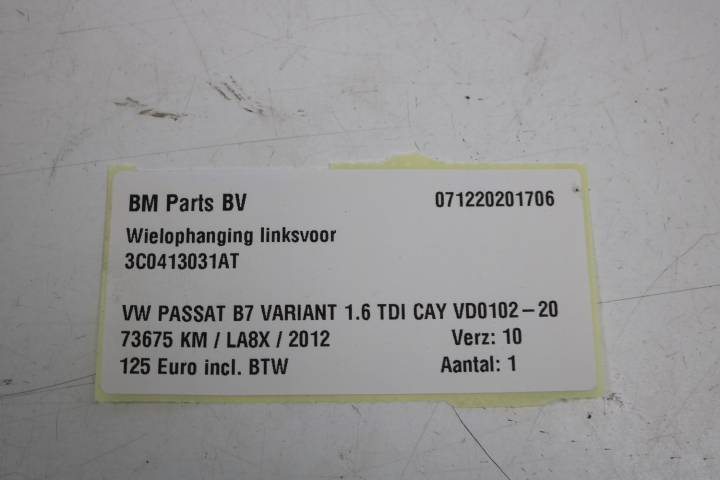 BM Parts BV 071220201706
Wielophanging linksvoor
3C0413031AT
VW PASSAT B7 VARIANT 1.6 TDI CAY VD0102-20
73675 KM / LA8X / 2012 Verz: 10
125 Euro incl. BTW Aantal: 1